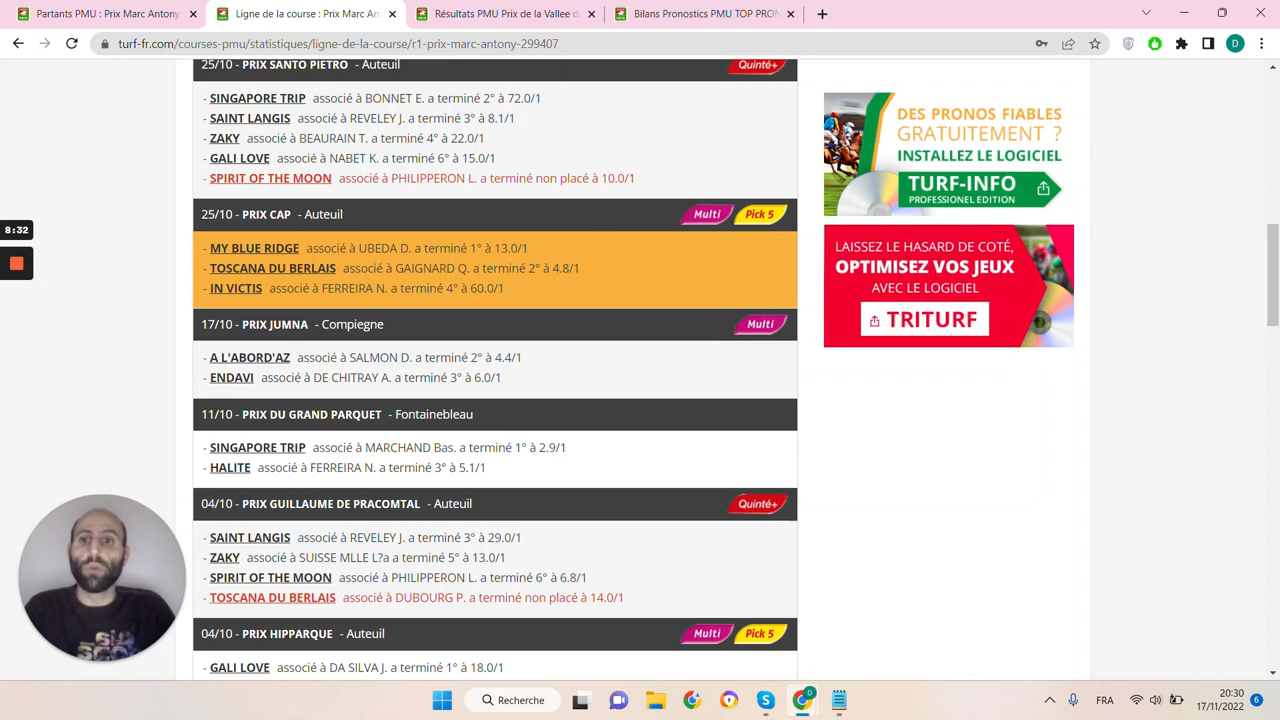 Partants PMU : Prix Marc Antony
Ligne de la course : Prix Marc An
Résultats PMU Prix de la Vallee d
Bilans Pronostics PMU TOP PRON
turf-fr.com/courses-pmu/statistiques/ligne-de-la-course/r1-prix-marc-antony-299407
D
25/10 - PRIX SANTO PIETRO - Auteuil Quinté+
- SINGAPORE TRIP associé à BONNET E. a terminé 2° à 72.0/1
- SAINT LANGIS associé à REVELEY J. a terminé 3° à 8.1/1
- ZAKY associé à BEAURAIN T. a terminé 4° à 22.0/1
- GALI LOVE associé à NABET K. a terminé 6° à 15.0/1
- SPIRIT OF THE MOON associé à PHILIPPERON L. a terminé non placé à 10.0/1
25/10 - PRIX CAP - Auteuil Multi Pick 5
- MY BLUE RIDGE associé à UBEDA D. a terminé 1° à 13.0/1
- TOSCANA DU BERLAIS associé à GAIGNARD Q. a terminé 2° à 4.8/1
- IN VICTIS associé à FERREIRA N. a terminé 4° à 60.0/1
17/10 - PRIX JUMNA - Compiegne Multi
- A L'ABORD'AZ associé à SALMON D. a terminé 2° à 4.4/1
- ENDAVI associé à DE CHITRAY A. a terminé 3° à 6.0/1
11/10 - PRIX DU GRAND PARQUET - Fontainebleau
- SINGAPORE TRIP associé à MARCHAND Bas. a terminé 1° à 2.9/1
- HALITE associé à FERREIRA N. a terminé 3° à 5.1/1
04/10 - PRIX GUILLAUME DE PRACOMTAL - Auteuil Quinté+
- SAINT LANGIS associé à REVELEY J. a terminé 3° à 29.0/1
- ZAKY associé à SUISSE MLLE L?a a terminé 5° à 13.0/1
- SPIRIT OF THE MOON associé à PHILIPPERON L. a terminé 6° à 6.8/1
- TOSCANA DU BERLAIS associé à DUBOURG P. a terminé non placé à 14.0/1
04/10 - PRIX HIPPARQUE - Auteuil Multi Pick 5
- GALI LOVE associé à DA SILVA J. a terminé 1° à 18.0/1
DES PRONOS FIABLES
GRATUITEMENT ?
INSTALLEZ LE LOGICIEL
TURF-INFO
PROFESSIONEL EDITION
LAISSEZ LE HASARD DE COTÉ,
OPTIMISEZ VOS JEUX
AVEC LE LOGICIEL
TRITURF
8:32
Recherche
FRA
20:30
17/11/2022
6